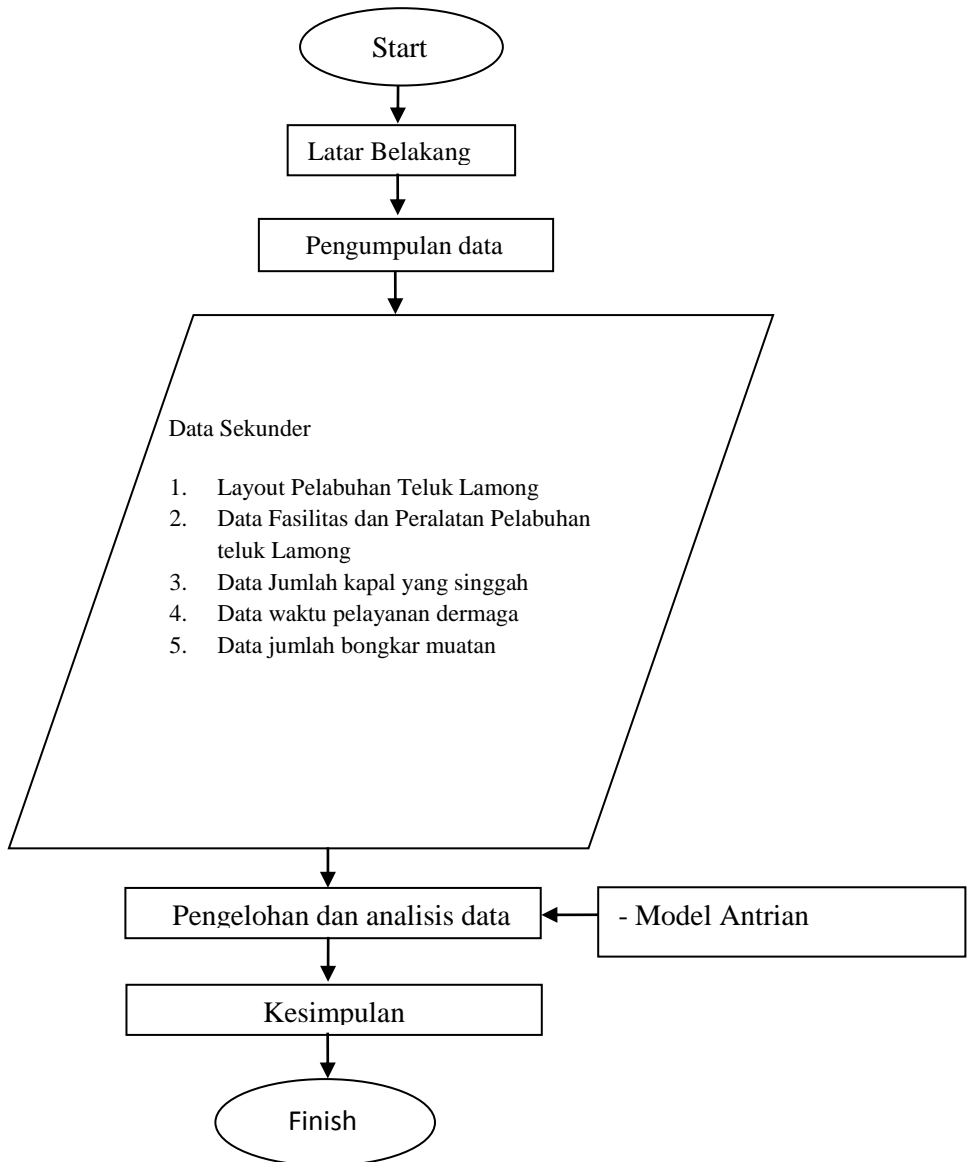 Start
Latar Belakang
Pengumpulan data
Data Sekunder
1. Layout Pelabuhan Teluk Lamong
2. Data Fasilitas dan Peralatan Pelabuhan
teluk Lamong
3. Data Jumlah kapal yang singgah
4. Data waktu pelayanan dermaga
5. Data jumlah bongkar muatan
Pengelohan dan analisis data
- Model Antrian
Kesimpulan
Finish